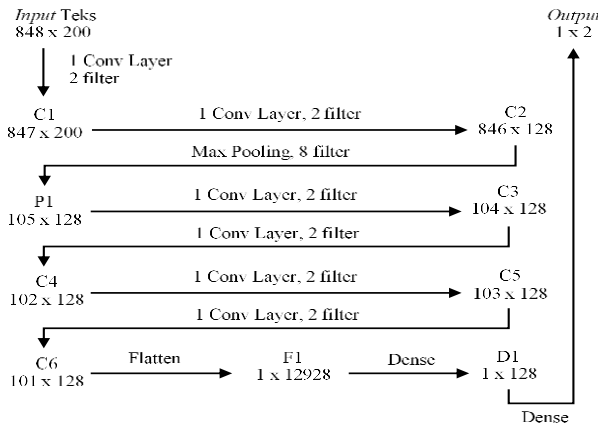 Input Teks
848 x 200
Output
1 x 2
1 Conv Layer
2 filter
C1
847 x 200
1 Conv Layer, 2 filter
C2
846 x 128
Max Pooling, 8 filter
P1
105 x 128
1 Conv Layer, 2 filter
C3
104 x 128
1 Conv Layer, 2 filter
C4
102 x 128
1 Conv Layer, 2 filter
C5
103 x 128
1 Conv Layer, 2 filter
C6
101 x 128
Flatten
F1
1 x 12928
Dense
D1
1 x 128
Dense